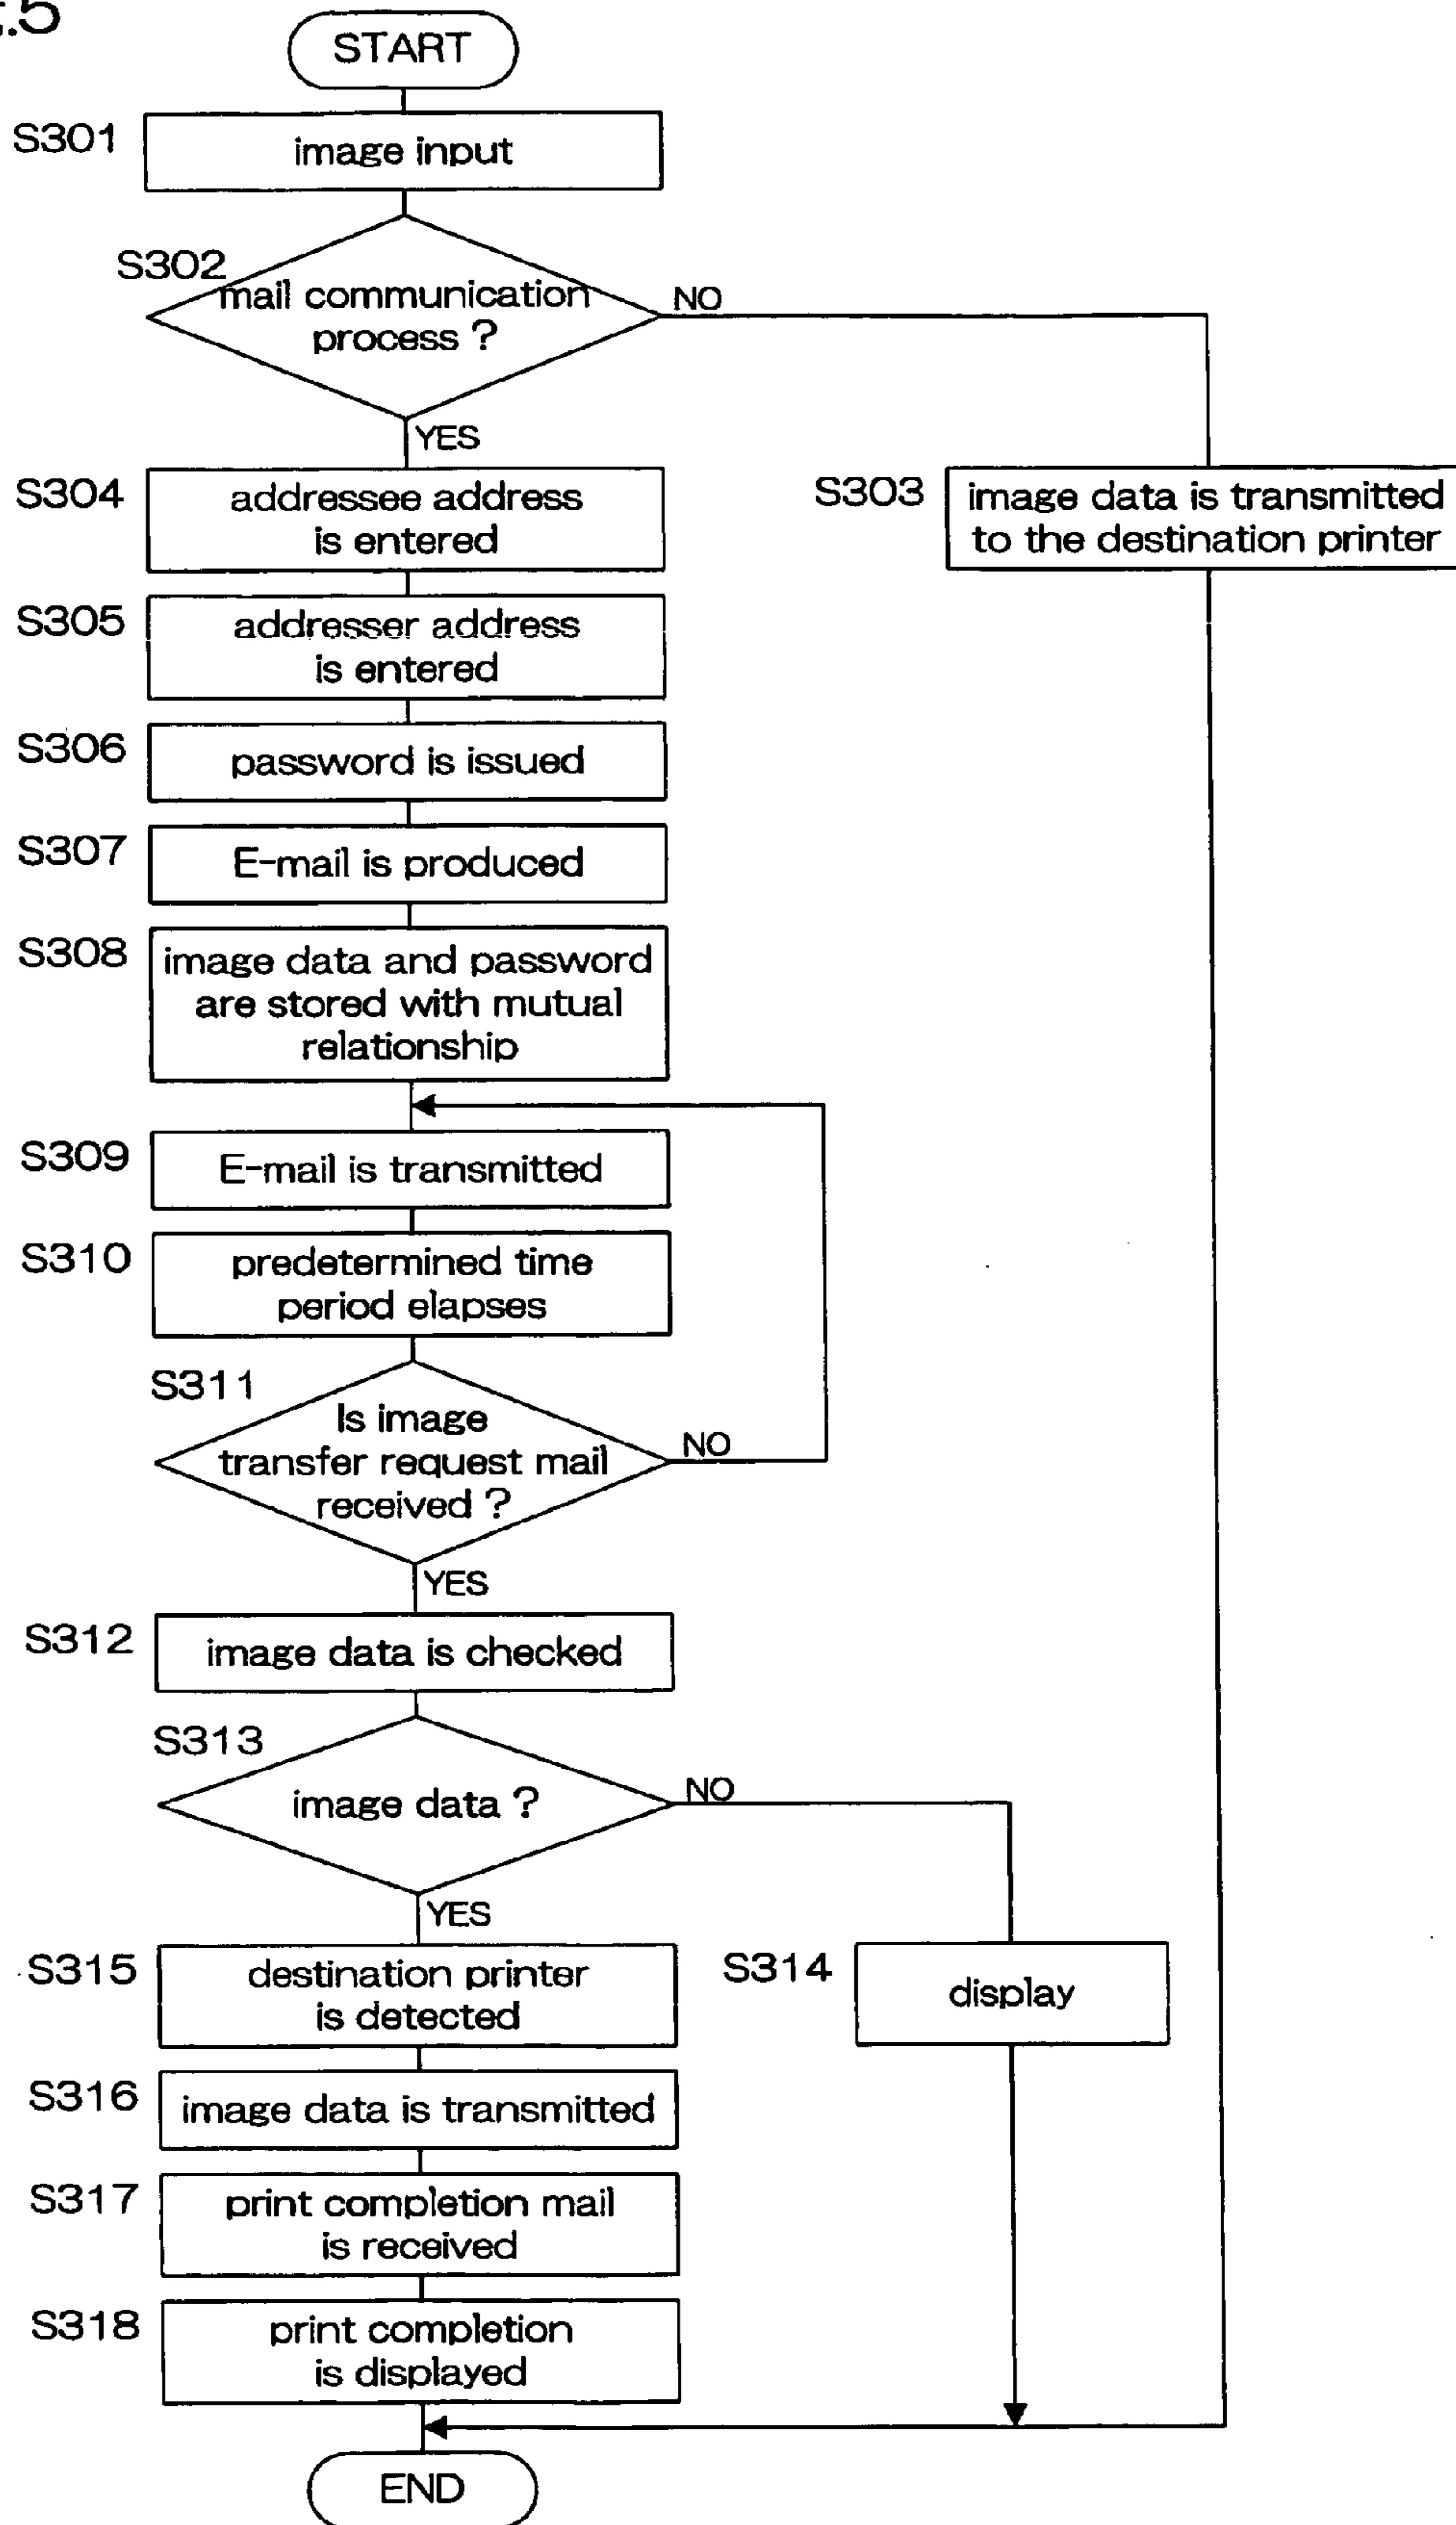 .5
START
S301
image input
S302
mail communication
process ?
NO
YES
S304
addressee address
is entered
S303
image data is transmitted
to the destination printer
S305
addresser address
is entered
S306
password is issued
S307
E-mail is produced
S308
image data and password
are stored with mutual
relationship
S309
E-mail is transmitted
S310
predetermined time
period elapses
S311
Is image
transfer request mail
received ?
NO
YES
S312
image data is checked
S313
image data ?
NO
YES
S315
destination printer
is detected
S314
display
S316
image data is transmitted
S317
print completion mail
is received
S318
print completion
is displayed
END